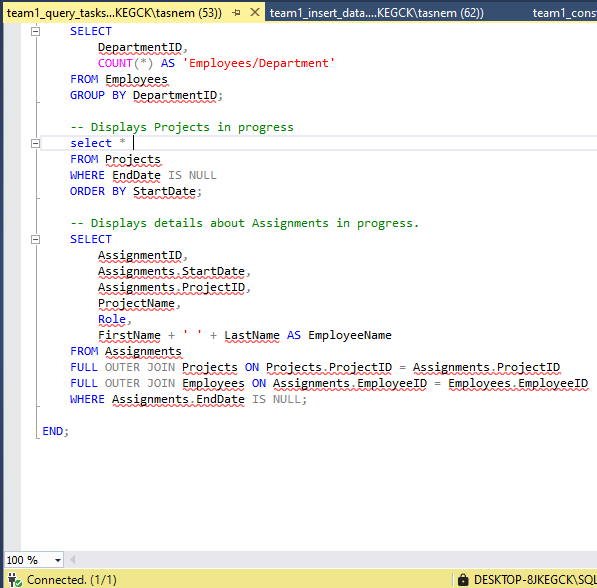 team1_query_tasks...KEGCK\tasnem (53))  team1_insert_data....KEGCK\tasnem (62))  team1_cons
SELECT
DepartmentID,
COUNT(*) AS 'Employees/Department'
FROM Employees
GROUP BY DepartmentID;
-- Displays Projects in progress
select *
FROM Projects
WHERE EndDate IS NULL
ORDER BY StartDate;
-- Displays details about Assignments in progress.
SELECT
AssignmentID,
Assignments.StartDate,
Assignments.ProjectID,
ProjectName,
Role,
FirstName + ' ' + LastName AS EmployeeName
FROM Assignments
FULL OUTER JOIN Projects ON Projects.ProjectID = Assignments.ProjectID
FULL OUTER JOIN Employees ON Assignments.EmployeeID = Employees.EmployeeID
WHERE Assignments.EndDate IS NULL;
END;
100 %
Connected. (1/1)  DESKTOP-8JKEGCK\SQL